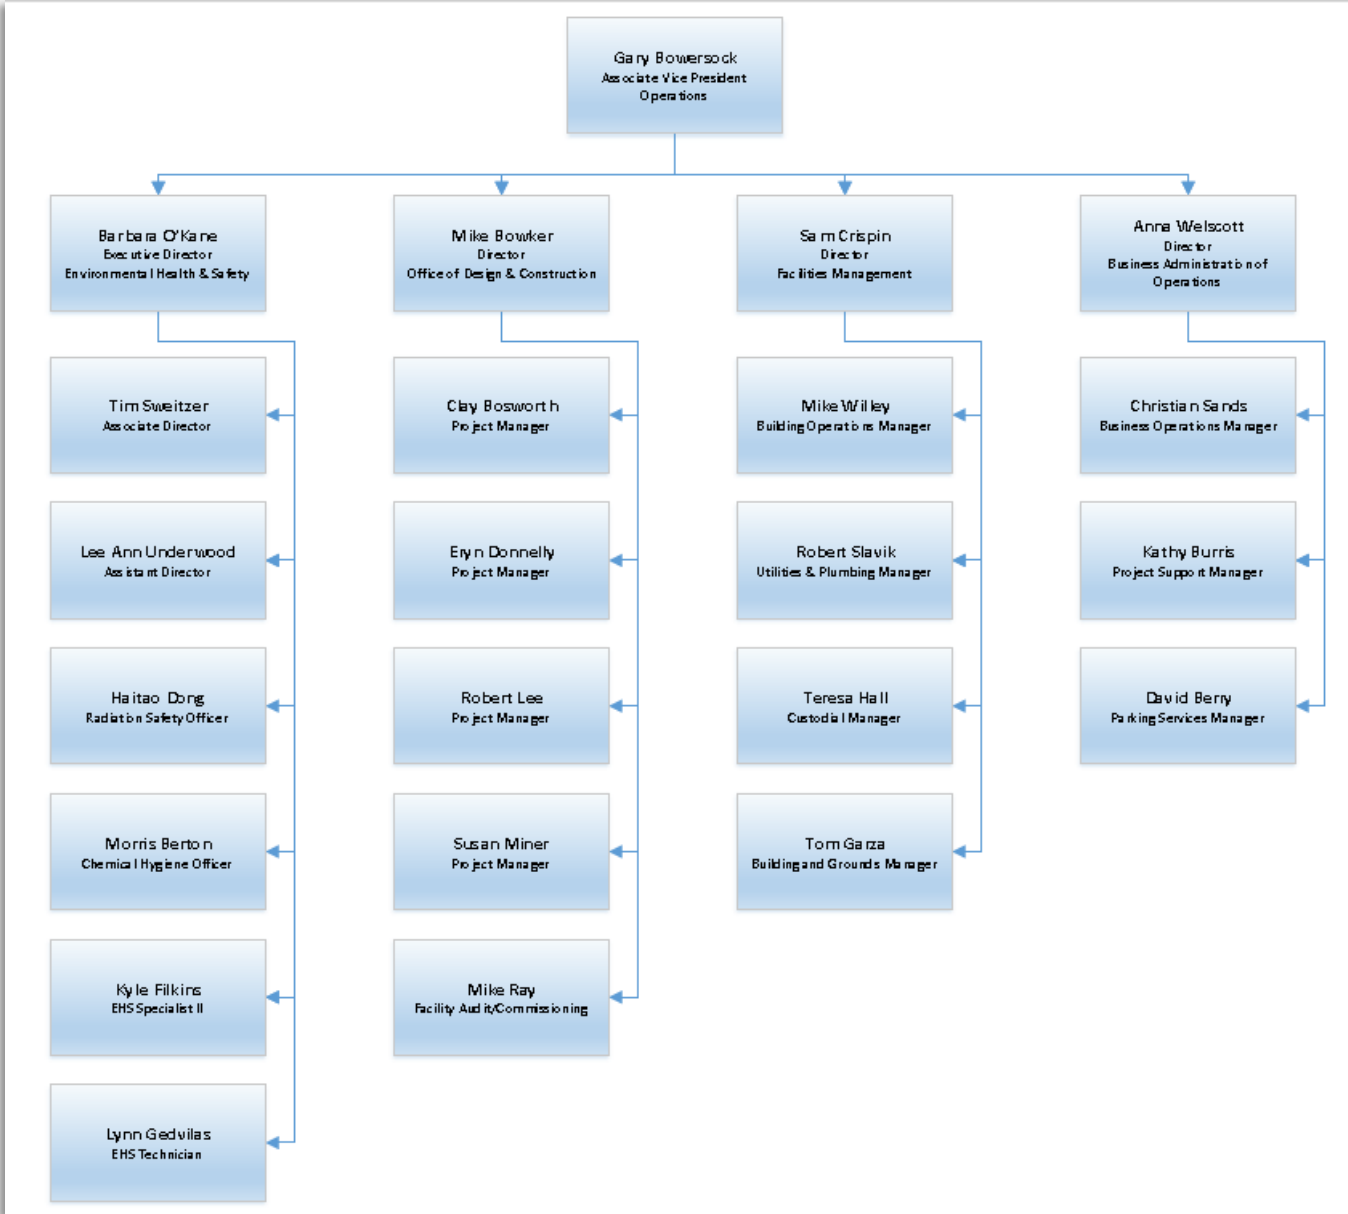 Gary Bowersock
Associate Vice President
Operations
Barbara O'Kane
Executive Director
Environmental Health & Safety
Mike Bowker
Director
Office of Design & Construction
Sam Crispin
Director
Facilities Management
Anna Welscott
Director
Business Administration of
Operations
Tim Sweitzer
Associate Director
Clay Bosworth
Project Manager
Mike Willey
Building Operations Manager
Christian Sands
Business Operations Manager
Lee Ann Underwood
Assistant Director
Eryn Donnelly
Project Manager
Robert Slavik
Utilities & Plumbing Manager
Kathy Burris
Project Support Manager
Haitao Dong
Radiation Safety Officer
Robert Lee
Project Manager
Teresa Hall
Custodial Manager
David Berry
Parking Services Manager
Morris Berton
Chemical Hygiene Officer
Susan Miner
Project Manager
Tom Garza
Building and Grounds Manager
Kyle Filkins
EHS Specialist II
Mike Ray
Facility Audit/Commissioning
Lynn Gedvilas
EHS Technician